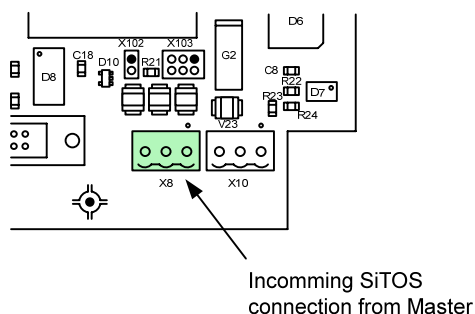 D6
X102
X103
C18
D10
R21
G2
D8
C8
R22
D7
R23
R24
V23
X8
X10
Incomming SiTOS
connection from Master